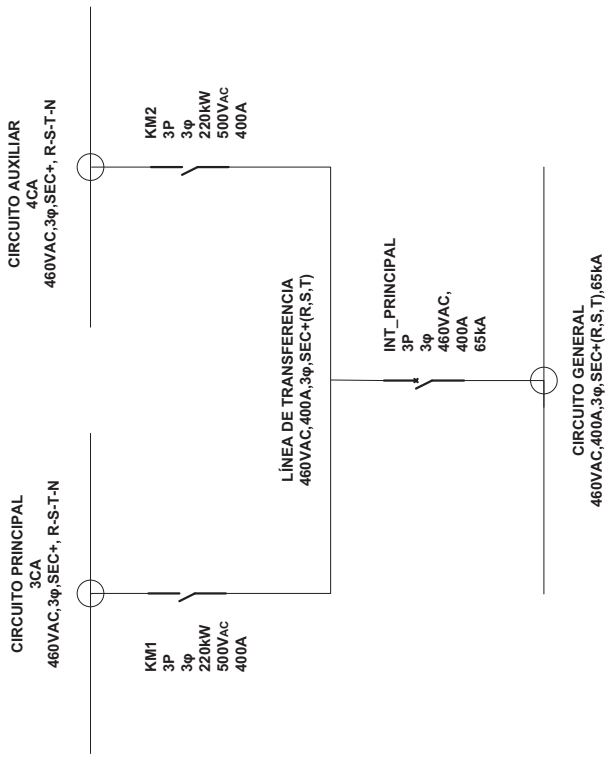 CIRCUITO PRINCIPAL
3CA
460VAC,3φ,SEC+, R-S-T-N
CIRCUITO AUXILIAR
4CA
460VAC,3φ,SEC+, R-S-T-N
KM1
3P
3φ
220kW
500VAC
400A
KM2
3P
3φ
220kW
500VAC
400A
LÍNEA DE TRANSFERENCIA
460VAC,400A,3φ,SEC+(R,S,T)
INT_PRINCIPAL
3P
3φ
460VAC,
400A
65kA
CIRCUITO GENERAL
460VAC,400A,3φ,SEC+(R,S,T),65kA